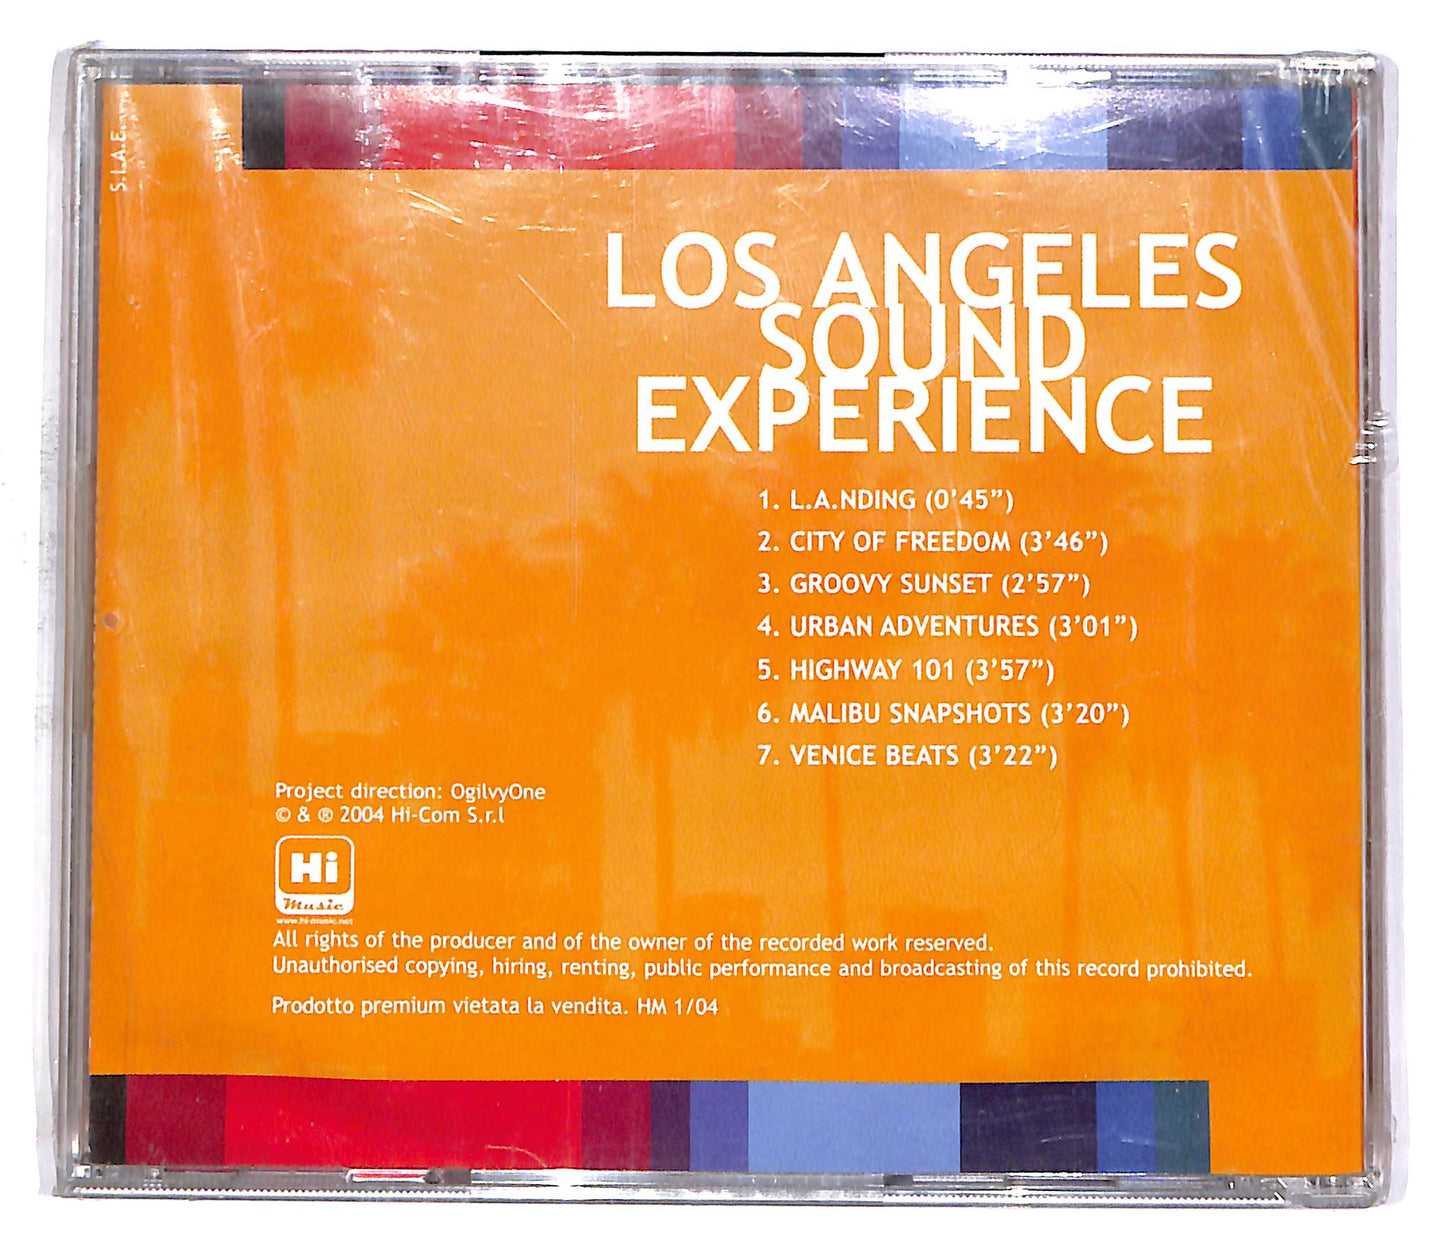 S.I.A.E.
LOS ANGELES
SOUND
EXPERIENCE
1. L.A.NDING (0'45")
2. CITY OF FREEDOM (3'46")
3. GROOVY SUNSET (2'57")
4. URBAN ADVENTURES (3'01")
5. HIGHWAY 101 (3'57")
6. MALIBU SNAPSHOTS (3'20")
7. VENICE BEATS (3'22")
Project direction: OgilvyOne
© & ® 2004 Hi-Com S.r.l
Hi
Music
www.hi-music.net
All rights of the producer and of the owner of the recorded work reserved.
Unauthorised copying, hiring, renting, public performance and broadcasting of this record prohibited.
Prodotto premium vietata la vendita. HM 1/04